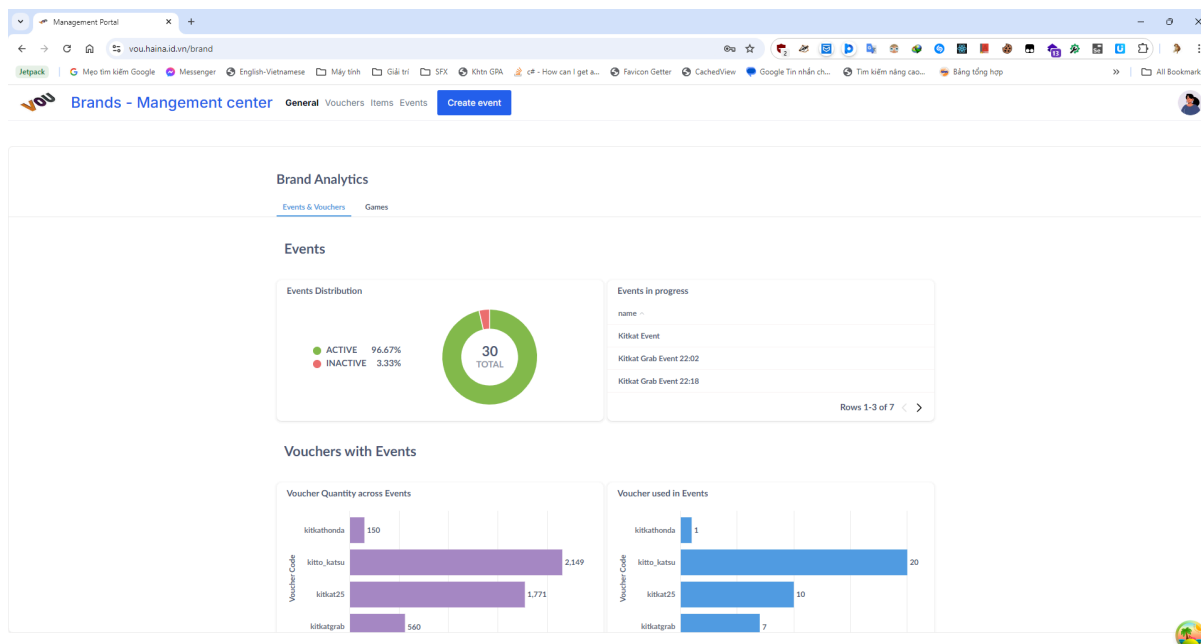 Management Portal
vou.haina.id.vn/brand
Jetpack
Mẹo tìm kiếm Google
Messenger
English-Vietnamese
Máy tính
Giải trí
SFX
Khtn GPA
c# - How can I get a...
Favicon Getter
CachedView
Google Tin nhắn ch...
Tìm kiếm nâng cao...
Bảng tổng hợp
All Bookmark
VOU
Brands - Mangement center
General Vouchers Items Events
Create event
Brand Analytics
Events & Vouchers
Games
Events
Events Distribution
ACTIVE 96.67%
INACTIVE 3.33%
30
TOTAL
Events in progress
name
Kitkat Event
Kitkat Grab Event 22:02
Kitkat Grab Event 22:18
Rows 1-3 of 7
Vouchers with Events
Voucher Quantity across Events
Voucher Code
kitkathonda 150
kitto_katsu 2,149
kitkat25 1,771
kitkatgrab 560
Voucher used in Events
Voucher Code
kitkathonda 1
kitto_katsu 20
kitkat25 10
kitkatgrab 7